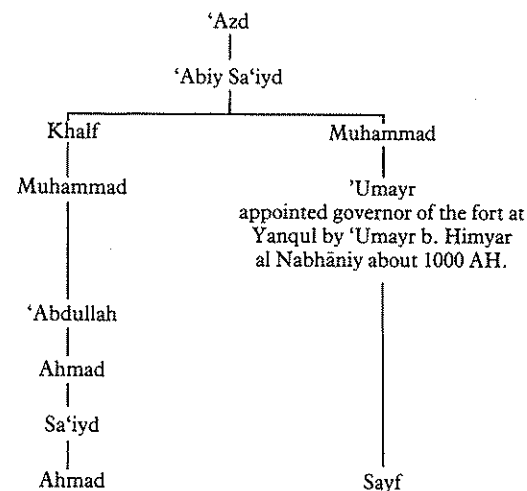 ‘Azd
‘Abiy Sa‘iyd
Khalf Muhammad
Muhammad ’Umayr
appointed governor of the fort at
Yanqul by ‘Umayr b. Himyar
al Nabhāniy about 1000 AH.
‘Abdullah
Ahmad
Sa‘iyd
Ahmad Sayf